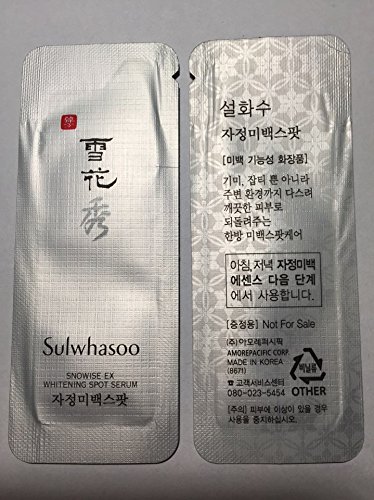 雪
花
秀
Sulwhasoo
SNOWISE EX
WHITENING SPOT SERUM
자정미백스팟
설화수
자정미백스팟
[미백 기능성 화장품]
기미, 잡티 뿐 아니라
주변 환경까지 다스려
깨끗한 피부로
되돌려주는
한방 미백스팟케어
아침, 저녁 자정미백
에센스 다음 단계
에서 사용합니다.
[증정용] Not For Sale
(주)아모레퍼시픽
AMOREPACIFIC CORP.
MADE IN KOREA
(8671)
☎ 고객서비스센터
080-023-5454
비닐류
OTHER
[주의] 피부에 이상이 있을 경우
사용을 중지하십시오.